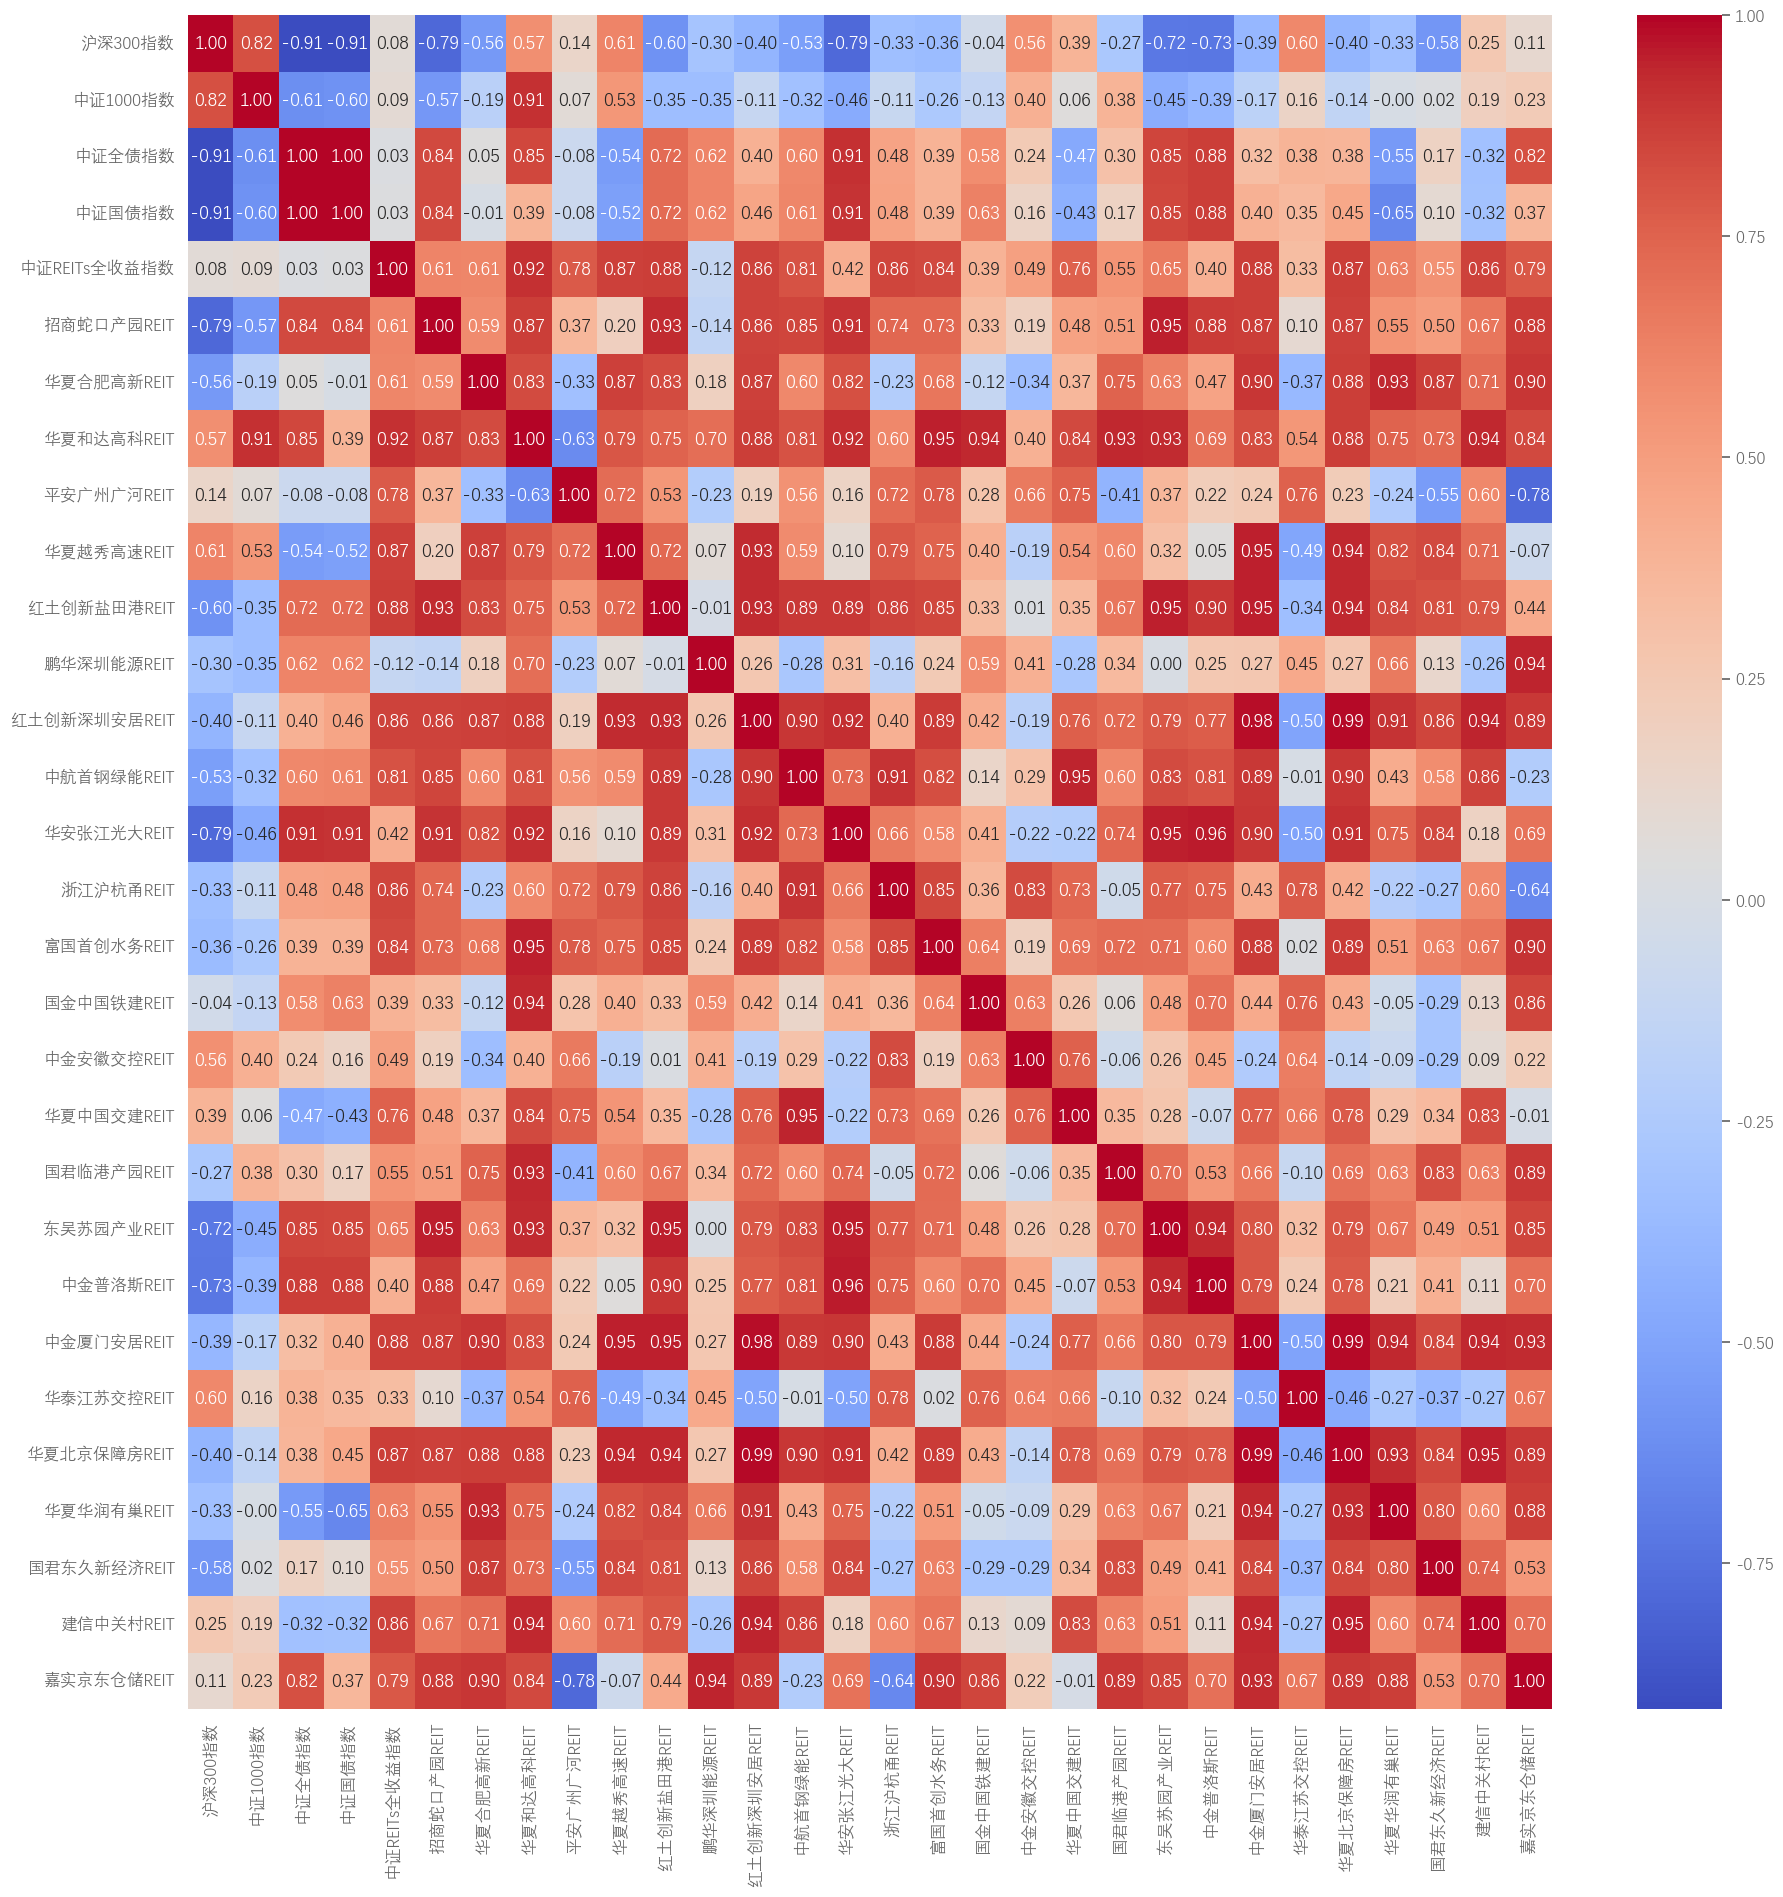 沪深300指数 1.00 0.82 -0.91 -0.91 0.08 -0.79 -0.56 0.57 0.14 0.61 -0.60 -0.30 -0.40 -0.53 -0.79 -0.33 -0.36 -0.04 0.56 0.39 -0.27 -0.72 -0.73 -0.39 0.60 -0.40 -0.33 -0.58 0.25 0.11
中证1000指数 0.82 1.00 -0.61 -0.60 0.09 -0.57 -0.19 0.91 0.07 0.53 -0.35 -0.35 -0.11 -0.32 -0.46 -0.11 -0.26 -0.13 0.40 0.06 0.38 -0.45 -0.39 -0.17 0.16 -0.14 -0.00 0.02 0.19 0.23
中证全债指数 -0.91 -0.61 1.00 1.00 0.03 0.84 0.05 0.85 -0.08 -0.54 0.72 0.62 0.40 0.60 0.91 0.48 0.39 0.58 0.24 -0.47 0.30 0.85 0.88 0.32 0.38 0.38 -0.55 0.17 -0.32 0.82
中证国债指数 -0.91 -0.60 1.00 1.00 0.03 0.84 -0.01 0.39 -0.08 -0.52 0.72 0.62 0.46 0.61 0.91 0.48 0.39 0.63 0.16 -0.43 0.17 0.85 0.88 0.40 0.35 0.45 -0.65 0.10 -0.32 0.37
中证REITs全收益指数 0.08 0.09 0.03 0.03 1.00 0.61 0.61 0.92 0.78 0.87 0.88 -0.12 0.86 0.81 0.42 0.86 0.84 0.39 0.49 0.76 0.55 0.65 0.40 0.88 0.33 0.87 0.63 0.55 0.86 0.79
招商蛇口产园REIT -0.79 -0.57 0.84 0.84 0.61 1.00 0.59 0.87 0.37 0.20 0.93 -0.14 0.86 0.85 0.91 0.74 0.73 0.33 0.19 0.48 0.51 0.95 0.88 0.87 0.10 0.87 0.55 0.50 0.67 0.88
华夏合肥高新REIT -0.56 -0.19 0.05 -0.01 0.61 0.59 1.00 0.83 -0.33 0.87 0.83 0.18 0.87 0.60 0.82 -0.23 0.68 -0.12 -0.34 0.37 0.75 0.63 0.47 0.90 -0.37 0.88 0.93 0.87 0.71 0.90
华夏和达高科REIT 0.57 0.91 0.85 0.39 0.92 0.87 0.83 1.00 -0.63 0.79 0.75 0.70 0.88 0.81 0.92 0.60 0.95 0.94 0.40 0.84 0.93 0.93 0.69 0.83 0.54 0.88 0.75 0.73 0.94 0.84
平安广州广河REIT 0.14 0.07 -0.08 -0.08 0.78 0.37 -0.33 -0.63 1.00 0.72 0.53 -0.23 0.19 0.56 0.16 0.72 0.78 0.28 0.66 0.75 -0.41 0.37 0.22 0.24 0.76 0.23 -0.24 -0.55 0.60 -0.78
华夏越秀高速REIT 0.61 0.53 -0.54 -0.52 0.87 0.20 0.87 0.79 0.72 1.00 0.72 0.07 0.93 0.59 0.10 0.79 0.75 0.40 -0.19 0.54 0.60 0.32 0.05 0.95 -0.49 0.94 0.82 0.84 0.71 -0.07
红土创新盐田港REIT -0.60 -0.35 0.72 0.72 0.88 0.93 0.83 0.75 0.53 0.72 1.00 -0.01 0.93 0.89 0.89 0.86 0.85 0.33 0.01 0.35 0.67 0.95 0.90 0.95 -0.34 0.94 0.84 0.81 0.79 0.44
鹏华深圳能源REIT -0.30 -0.35 0.62 0.62 -0.12 -0.14 0.18 0.70 -0.23 0.07 -0.01 1.00 0.26 -0.28 0.31 -0.16 0.24 0.59 0.41 -0.28 0.34 0.00 0.25 0.27 0.45 0.27 0.66 0.13 -0.26 0.94
红土创新深圳安居REIT -0.40 -0.11 0.40 0.46 0.86 0.86 0.87 0.88 0.19 0.93 0.93 0.26 1.00 0.90 0.92 0.40 0.89 0.42 -0.19 0.76 0.72 0.79 0.77 0.98 -0.50 0.99 0.91 0.86 0.94 0.89
中航首钢绿能REIT -0.53 -0.32 0.60 0.61 0.81 0.85 0.60 0.81 0.56 0.59 0.89 -0.28 0.90 1.00 0.73 0.91 0.82 0.14 0.29 0.95 0.60 0.83 0.81 0.89 -0.01 0.90 0.43 0.58 0.86 -0.23
华安张江光大REIT -0.79 -0.46 0.91 0.91 0.42 0.91 0.82 0.92 0.16 0.10 0.89 0.31 0.92 0.73 1.00 0.66 0.58 0.41 -0.22 -0.22 0.74 0.95 0.96 0.90 -0.50 0.91 0.75 0.84 0.18 0.69
浙江沪杭甬REIT -0.33 -0.11 0.48 0.48 0.86 0.74 -0.23 0.60 0.72 0.79 0.86 -0.16 0.40 0.91 0.66 1.00 0.85 0.36 0.83 0.73 -0.05 0.77 0.75 0.43 0.78 0.42 -0.22 -0.27 0.60 -0.64
富国首创水务REIT -0.36 -0.26 0.39 0.39 0.84 0.73 0.68 0.95 0.78 0.75 0.85 0.24 0.89 0.82 0.58 0.85 1.00 0.64 0.19 0.69 0.72 0.71 0.60 0.88 0.02 0.89 0.51 0.63 0.67 0.90
国金中国铁建REIT -0.04 -0.13 0.58 0.63 0.39 0.33 -0.12 0.94 0.28 0.40 0.33 0.59 0.42 0.14 0.41 0.36 0.64 1.00 0.63 0.26 0.06 0.48 0.70 0.44 0.76 0.43 -0.05 -0.29 0.13 0.86
中金安徽交控REIT 0.56 0.40 0.24 0.16 0.49 0.19 -0.34 0.40 0.66 -0.19 0.01 0.41 -0.19 0.29 -0.22 0.83 0.19 0.63 1.00 0.76 -0.06 0.26 0.45 -0.24 0.64 -0.14 -0.09 -0.29 0.09 0.22
华夏中国交建REIT 0.39 0.06 -0.47 -0.43 0.76 0.48 0.37 0.84 0.75 0.54 0.35 -0.28 0.76 0.95 -0.22 0.73 0.69 0.26 0.76 1.00 0.35 0.28 -0.07 0.77 0.66 0.78 0.29 0.34 0.83 -0.01
国君临港产园REIT -0.27 0.38 0.30 0.17 0.55 0.51 0.75 0.93 -0.41 0.60 0.67 0.34 0.72 0.60 0.74 -0.05 0.72 0.06 -0.06 0.35 1.00 0.70 0.53 0.66 -0.10 0.69 0.63 0.83 0.63 0.89
东吴苏园产业REIT -0.72 -0.45 0.85 0.85 0.65 0.95 0.63 0.93 0.37 0.32 0.95 0.00 0.79 0.83 0.95 0.77 0.71 0.48 0.26 0.28 0.70 1.00 0.94 0.80 0.32 0.79 0.67 0.49 0.51 0.85
中金普洛斯REIT -0.73 -0.39 0.88 0.88 0.40 0.88 0.47 0.69 0.22 0.05 0.90 0.25 0.77 0.81 0.96 0.75 0.60 0.70 0.45 -0.07 0.53 0.94 1.00 0.79 0.24 0.78 0.21 0.41 0.11 0.70
中金厦门安居REIT -0.39 -0.17 0.32 0.40 0.88 0.87 0.90 0.83 0.24 0.95 0.95 0.27 0.98 0.89 0.90 0.43 0.88 0.44 -0.24 0.77 0.66 0.80 0.79 1.00 -0.50 0.99 0.94 0.84 0.94 0.93
华泰江苏交控REIT 0.60 0.16 0.38 0.35 0.33 0.10 -0.37 0.54 0.76 -0.49 -0.34 0.45 -0.50 -0.01 -0.50 0.78 0.02 0.76 0.64 0.66 -0.10 0.32 0.24 -0.50 1.00 -0.46 -0.27 -0.37 -0.27 0.67
华夏北京保障房REIT -0.40 -0.14 0.38 0.45 0.87 0.87 0.88 0.88 0.23 0.94 0.94 0.27 0.99 0.90 0.91 0.42 0.89 0.43 -0.14 0.78 0.69 0.79 0.78 0.99 -0.46 1.00 0.93 0.84 0.95 0.89
华夏华润有巢REIT -0.33 -0.00 -0.55 -0.65 0.63 0.55 0.93 0.75 -0.24 0.82 0.84 0.66 0.91 0.43 0.75 -0.22 0.51 -0.05 -0.09 0.29 0.63 0.67 0.21 0.94 -0.27 0.93 1.00 0.80 0.60 0.88
国君东久新经济REIT -0.58 0.02 0.17 0.10 0.55 0.50 0.87 0.73 -0.55 0.84 0.81 0.13 0.86 0.58 0.84 -0.27 0.63 -0.29 -0.29 0.34 0.83 0.49 0.41 0.84 -0.37 0.84 0.80 1.00 0.74 0.53
建信中关村REIT 0.25 0.19 -0.32 -0.32 0.86 0.67 0.71 0.94 0.60 0.71 0.79 -0.26 0.94 0.86 0.18 0.60 0.67 0.13 0.09 0.83 0.63 0.51 0.11 0.94 -0.27 0.95 0.60 0.74 1.00 0.70
嘉实京东仓储REIT 0.11 0.23 0.82 0.37 0.79 0.88 0.90 0.84 -0.78 -0.07 0.44 0.94 0.89 -0.23 0.69 -0.64 0.90 0.86 0.22 -0.01 0.89 0.85 0.70 0.93 0.67 0.89 0.88 0.53 0.70 1.00
沪深300指数
中证1000指数
中证全债指数
中证国债指数
中证REITs全收益指数
招商蛇口产园REIT
华夏合肥高新REIT
华夏和达高科REIT
平安广州广河REIT
华夏越秀高速REIT
红土创新盐田港REIT
鹏华深圳能源REIT
红土创新深圳安居REIT
中航首钢绿能REIT
华安张江光大REIT
浙江沪杭甬REIT
富国首创水务REIT
国金中国铁建REIT
中金安徽交控REIT
华夏中国交建REIT
国君临港产园REIT
东吴苏园产业REIT
中金普洛斯REIT
中金厦门安居REIT
华泰江苏交控REIT
华夏北京保障房REIT
华夏华润有巢REIT
国君东久新经济REIT
建信中关村REIT
嘉实京东仓储REIT
1.00
0.75
0.50
0.25
0.00
-0.25
-0.50
-0.75